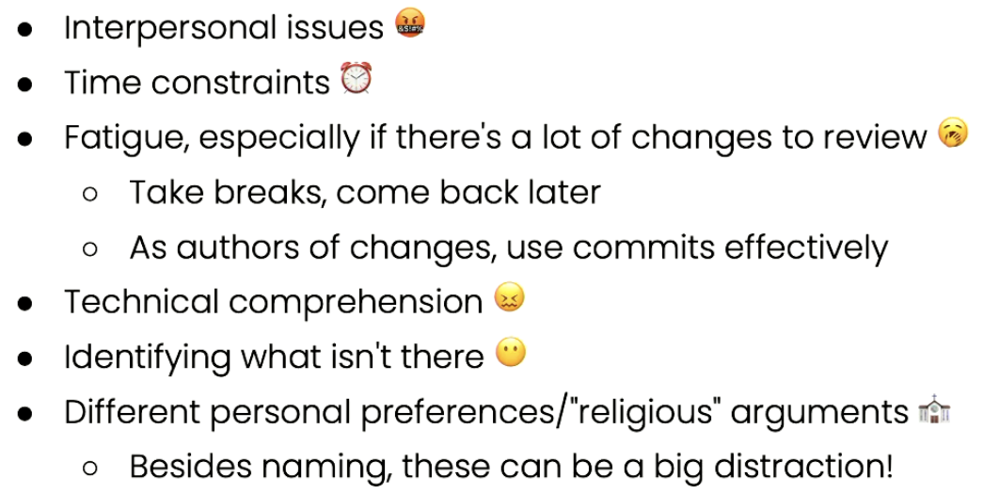 ● Interpersonal issues 🤬
● Time constraints ⏰
● Fatigue, especially if there's a lot of changes to review 🥱
○ Take breaks, come back later
○ As authors of changes, use commits effectively
● Technical comprehension 😖
● Identifying what isn't there 😶
● Different personal preferences/"religious" arguments ⛪
○ Besides naming, these can be a big distraction!